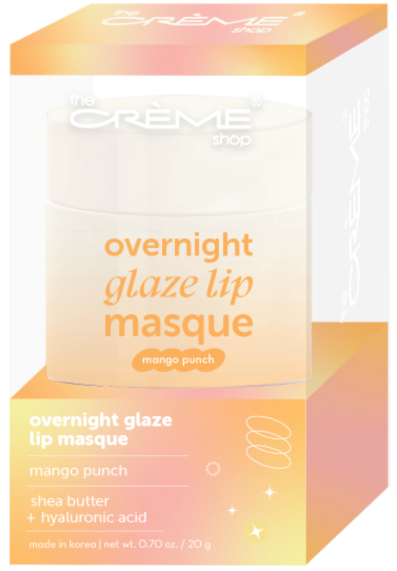 the
CRÈME®
shop
the
CRÈME®
shop
the
CRÈME
shop
overnight
glaze lip
masque
mango punch
overnight glaze
lip masque
mango punch
shea butter
+ hyaluronic acid
made in korea | net wt. 0.70 oz. / 20 g